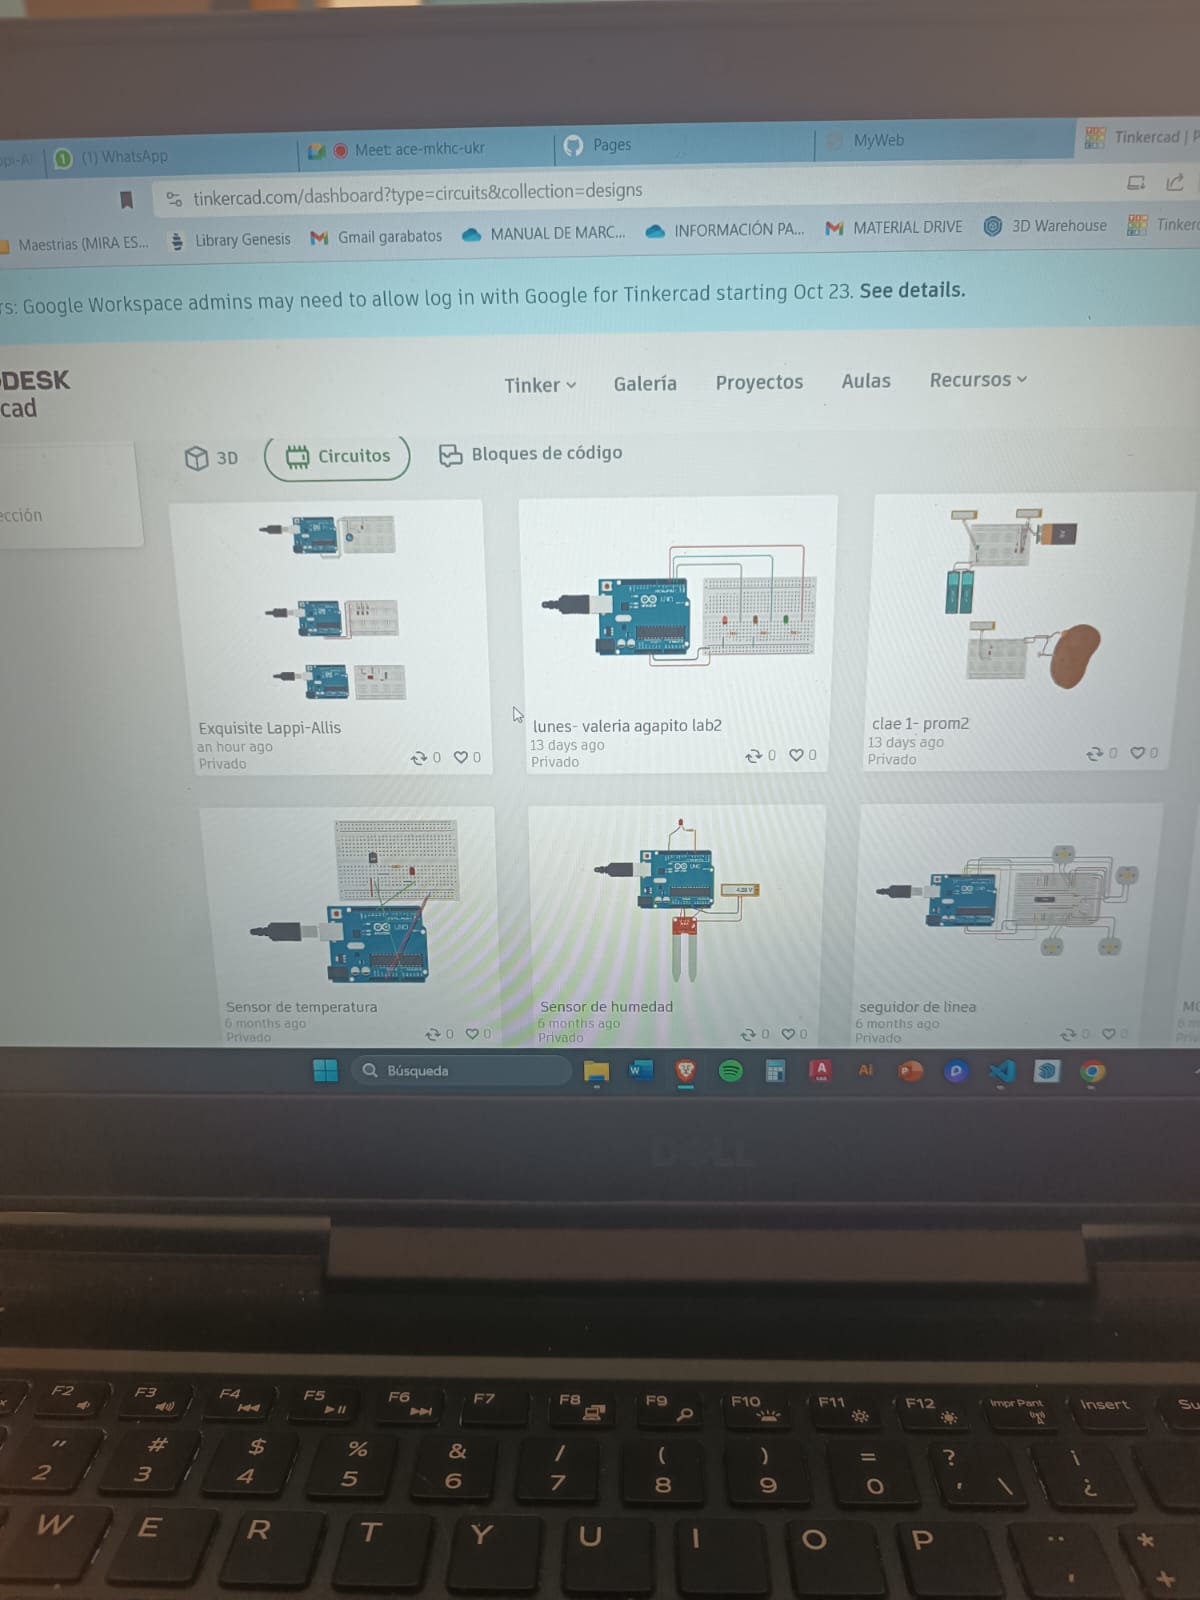 (1) WhatsApp
Meet: ace-mkhc-ukr
Pages
MyWeb
Tinkercad | P
tinkercad.com/dashboard?type=circuits&collection=designs
Maestrias (MIRA ES...
Library Genesis
Gmail garabatos
MANUAL DE MARC...
INFORMACIÓN PA...
MATERIAL DRIVE
3D Warehouse
Tinkerc
rs: Google Workspace admins may need to allow log in with Google for Tinkercad starting Oct 23. See details.
DESK
cad
Tinker
Galería
Proyectos
Aulas
Recursos
3D
Circuitos
Bloques de código
ección
Exquisite Lappi-Allis
an hour ago
Privado
0 0
lunes- valeria agapito lab2
13 days ago
Privado
0 0
clae 1- prom2
13 days ago
Privado
0 0
Sensor de temperatura
6 months ago
Privado
0 0
Sensor de humedad
6 months ago
Privado
0 0
seguidor de linea
6 months ago
Privado
0 0
Búsqueda
DELL
F2 F3 F4 F5 F6 F7 F8 F9 F10 F11 F12 Impr Pant Insert Su
" # $ % & / ( ) = ? ¡
2 3 4 5 6 7 8 9 0 ' \ ¿
W E R T Y U I O P ¨ *
´ +